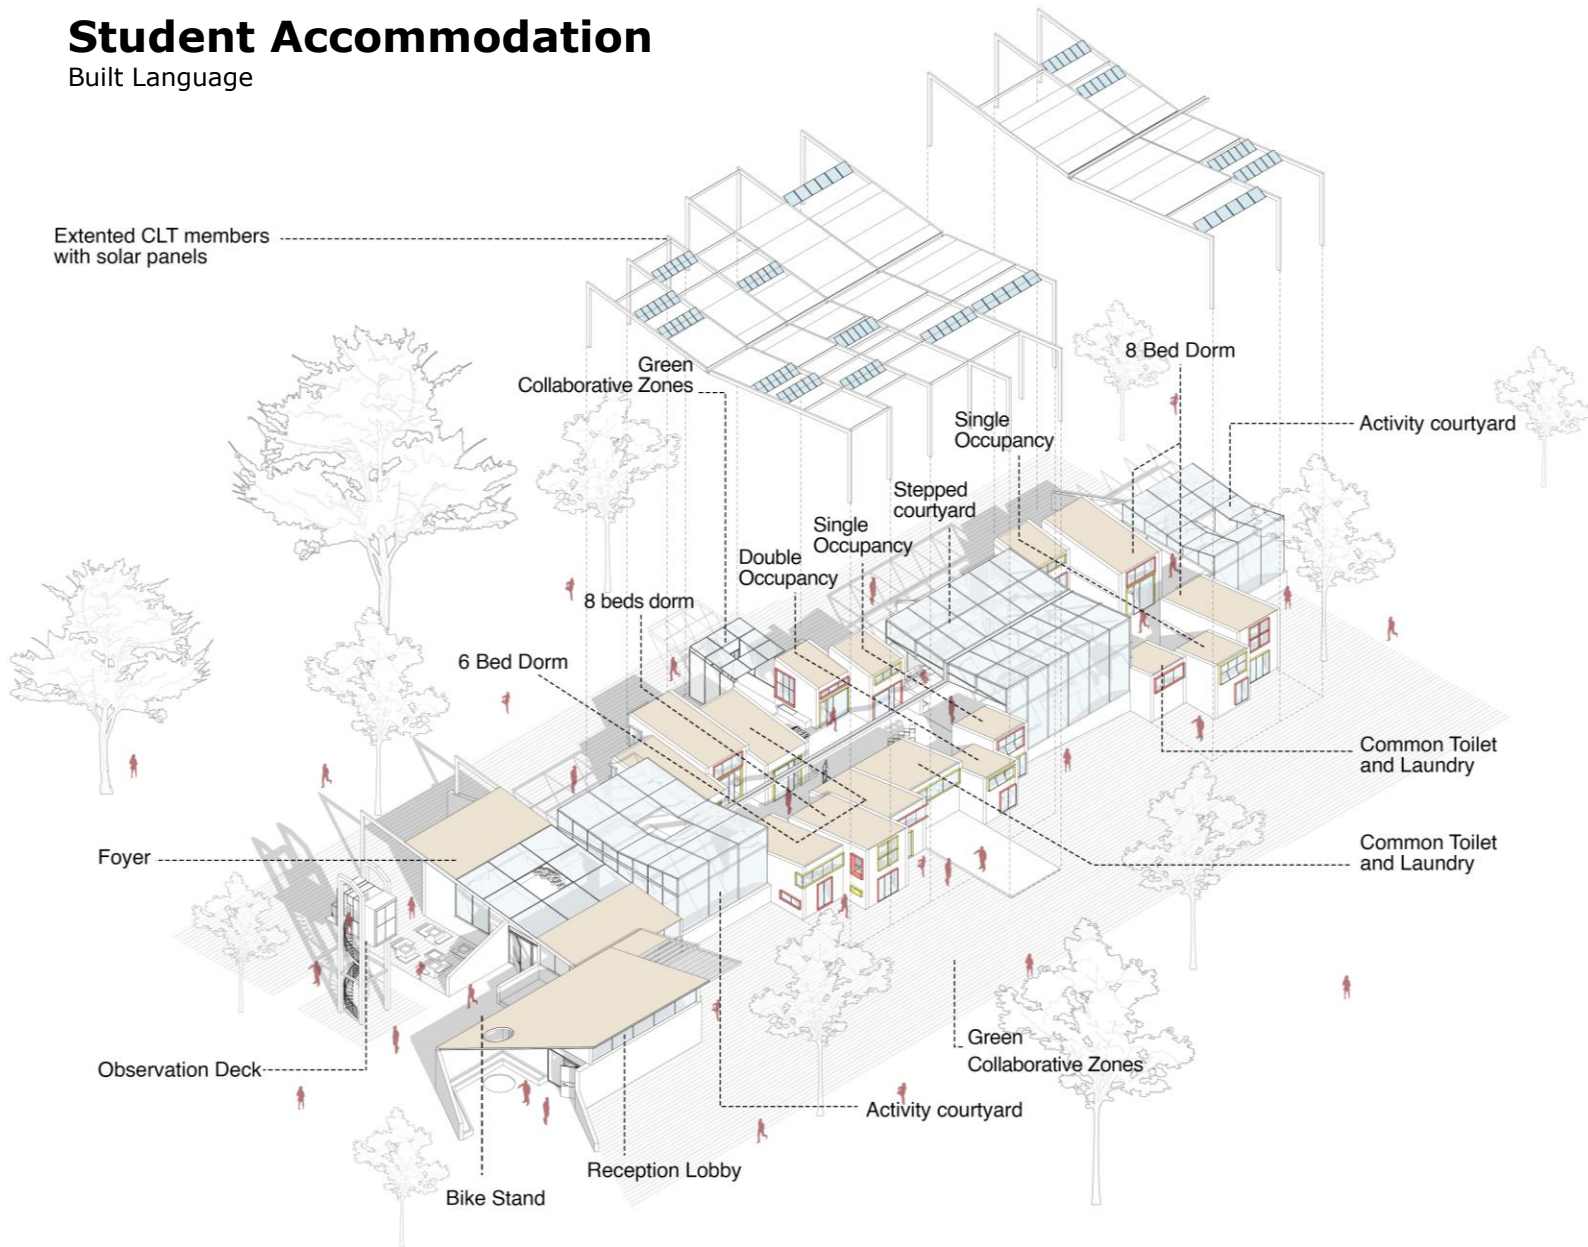 Student Accommodation
Built Language
Extented CLT members
with solar panels
Green
Collaborative Zones
8 Bed Dorm
Single
Occupancy
Activity courtyard
Stepped
courtyard
Single
Occupancy
Double
Occupancy
8 beds dorm
6 Bed Dorm
Common Toilet
and Laundry
Common Toilet
and Laundry
Foyer
Observation Deck
Green
Collaborative Zones
Activity courtyard
Reception Lobby
Bike Stand